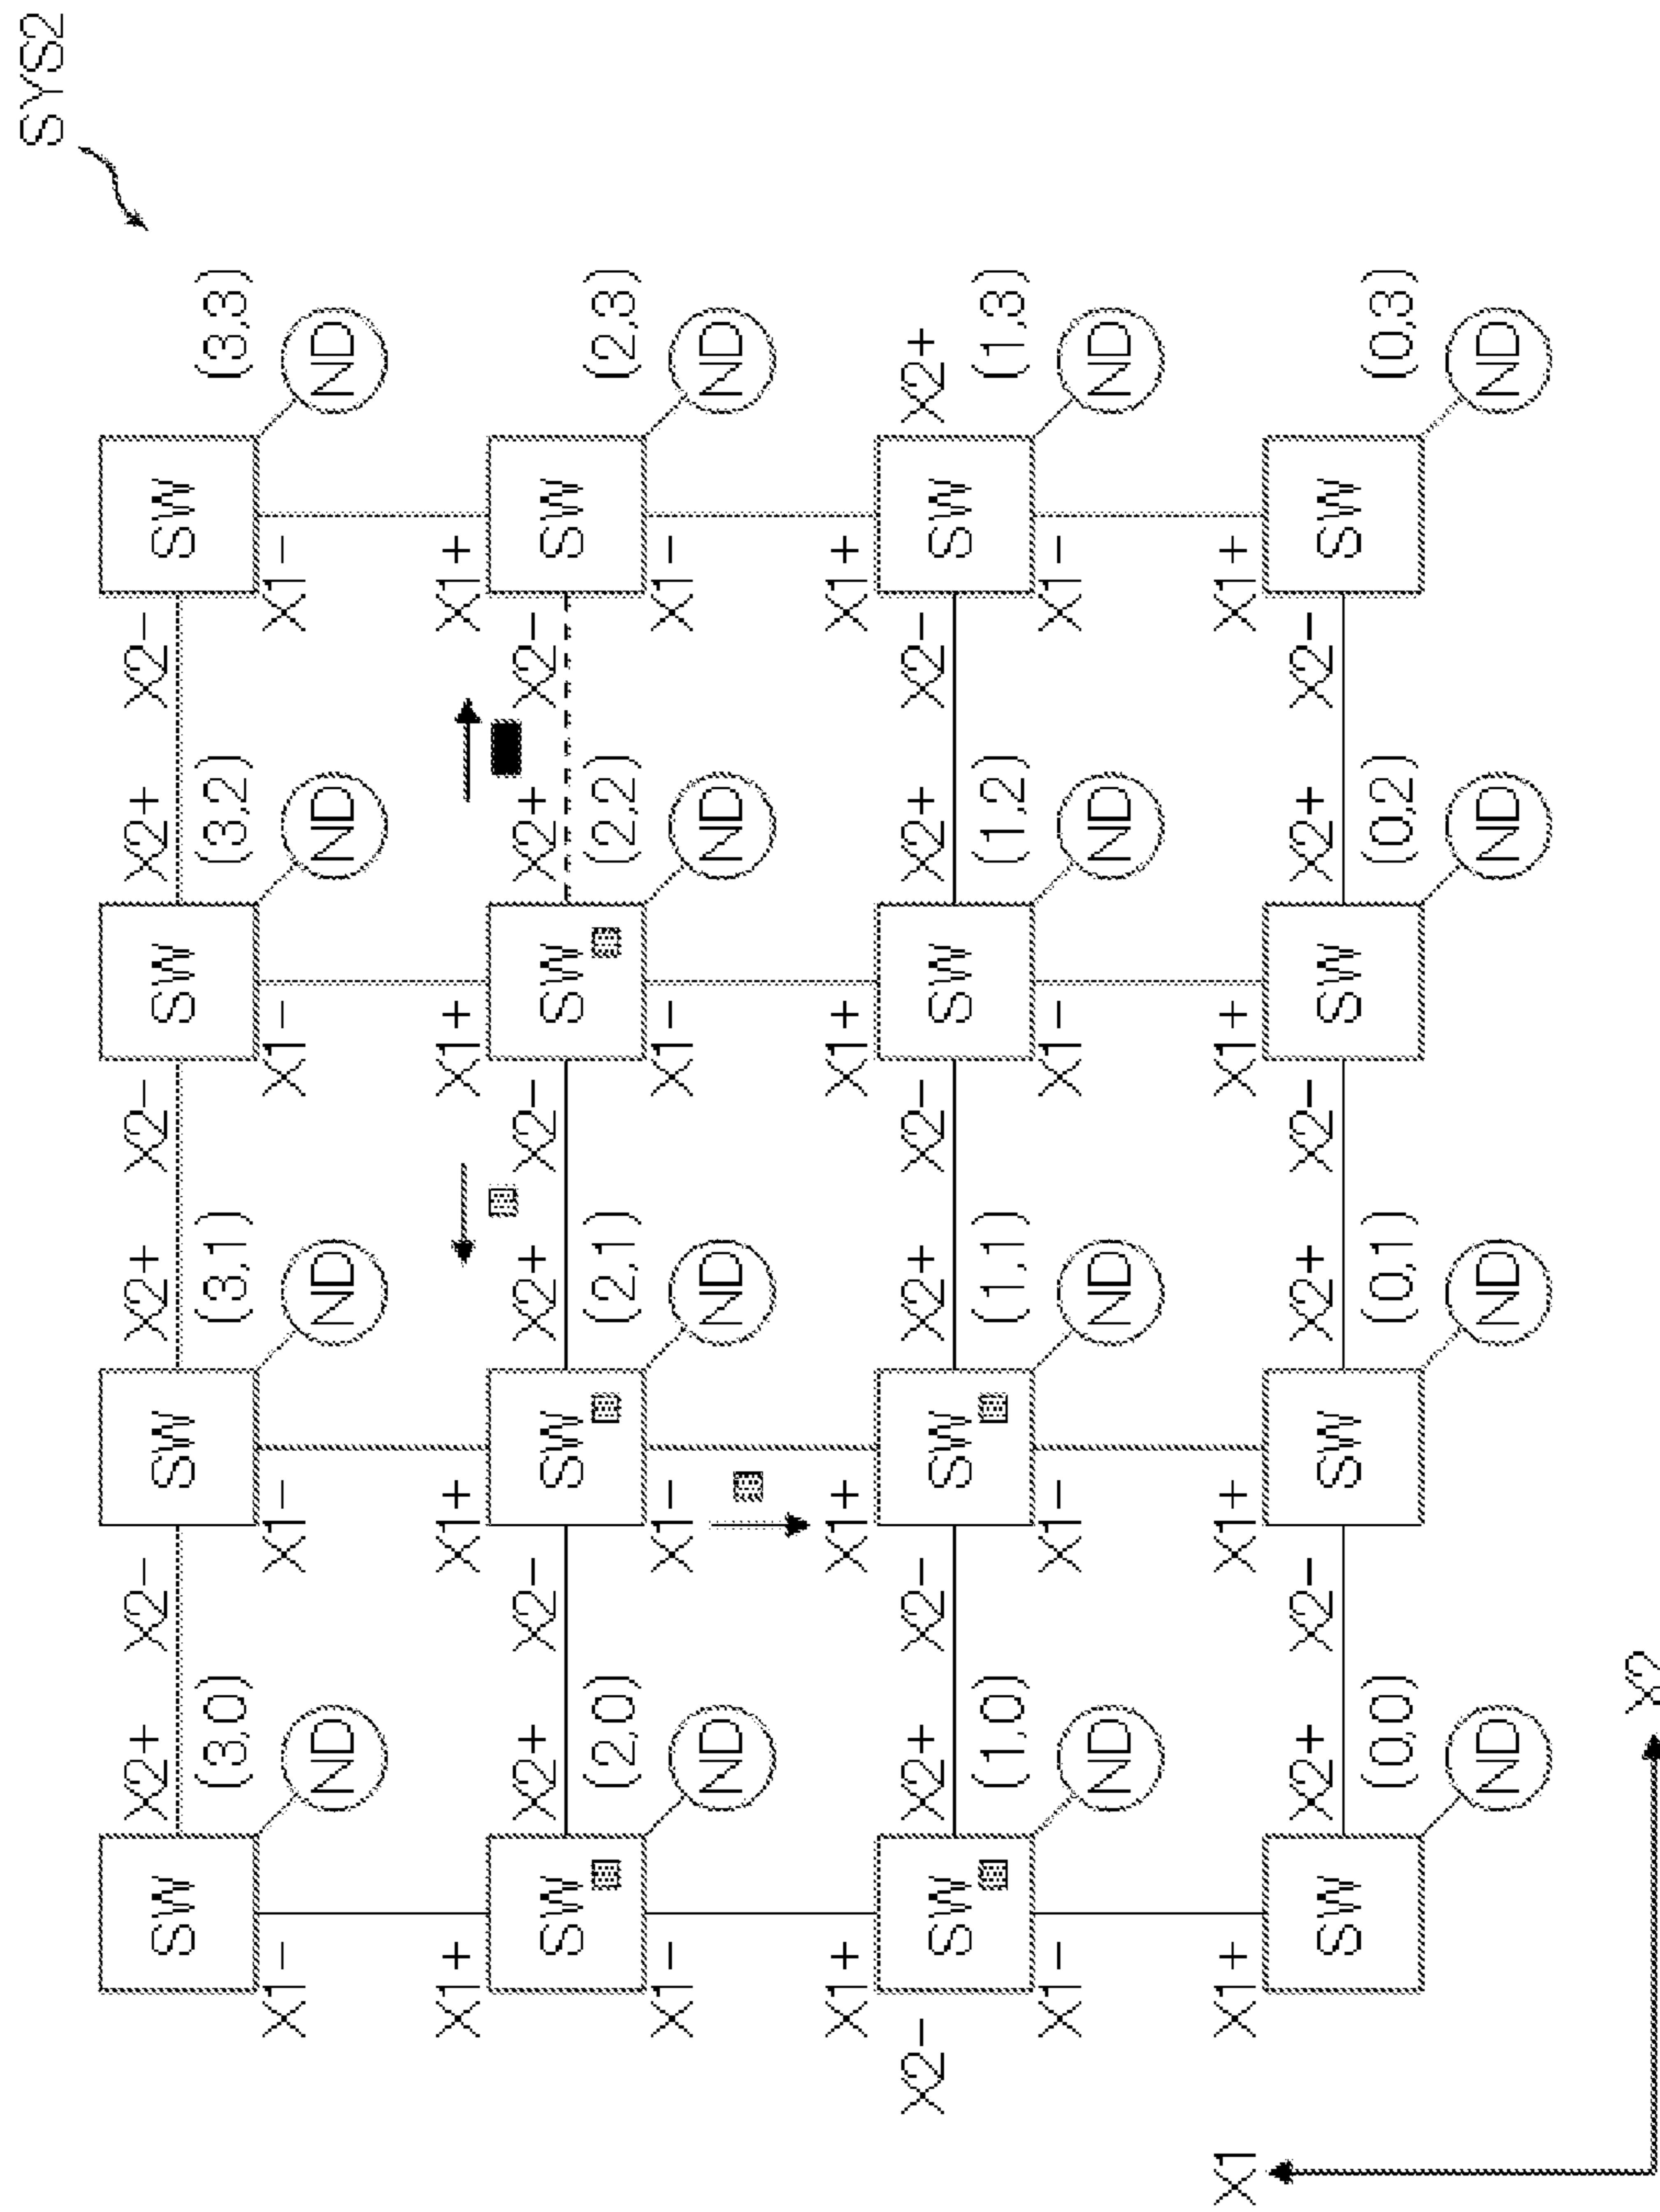 SYS2
X2+ X2- X2+ X2- X2+ X2-
SW SW SW SW
(3,0) (3,1) (3,2) (3,3)
X1- X1- X1- X1-
ND ND ND ND
X1+ X1+ X1+ X1+
X2+ X2- X2+ X2- X2+ X2-
SW SW SW SW
(2,0) (2,1) (2,2) (2,3)
X1- X1- X1- X1-
ND ND ND ND
X1+ X1+ X1+ X1+
X2- X2+ X2- X2+ X2- X2+ X2- X2+
SW SW SW SW
(1,0) (1,1) (1,2) (1,3)
X1- X1- X1- X1-
ND ND ND ND
X1 X1+ X1+ X1+ X1+
X2+ X2- X2+ X2- X2+ X2-
SW SW SW SW
(0,0) (0,1) (0,2) (0,3)
ND ND ND ND
X2